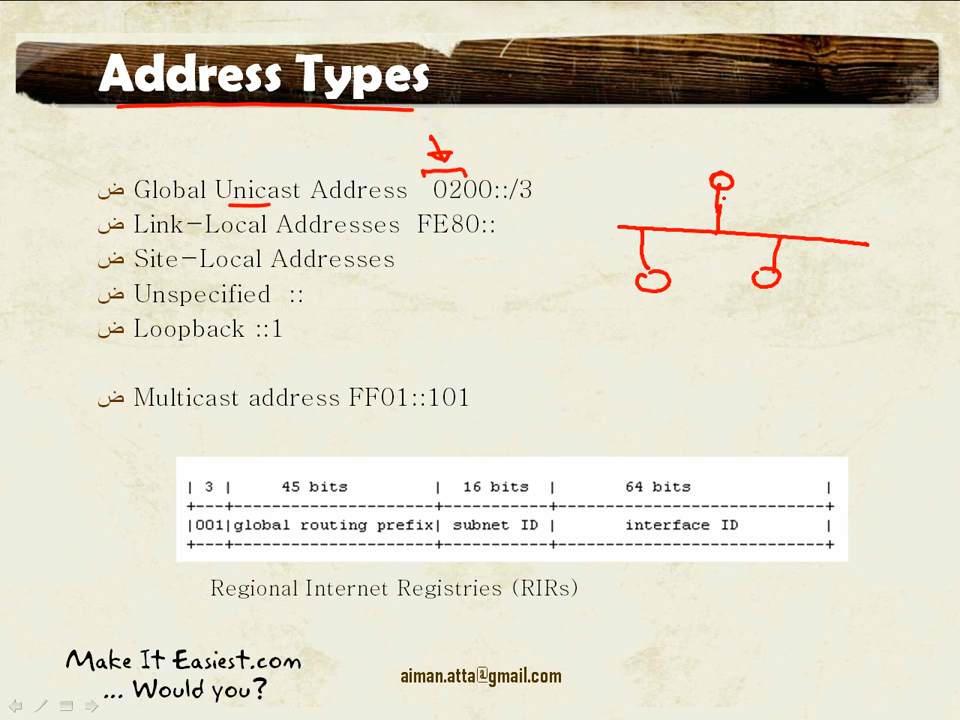 Address Types
ض Global Unicast Address 0200::/3
ض Link-Local Addresses FE80::
ض Site-Local Addresses
ض Unspecified ::
ض Loopback ::1
ض Multicast address FF01::101
| 3 | 45 bits | 16 bits | 64 bits |
+---+---------------------+-----------+---------------------------+
|001|global routing prefix| subnet ID | interface ID |
+---+---------------------+-----------+---------------------------+
Regional Internet Registries (RIRs)
Make It Easiest.com
... Would you?
aiman.atta@gmail.com